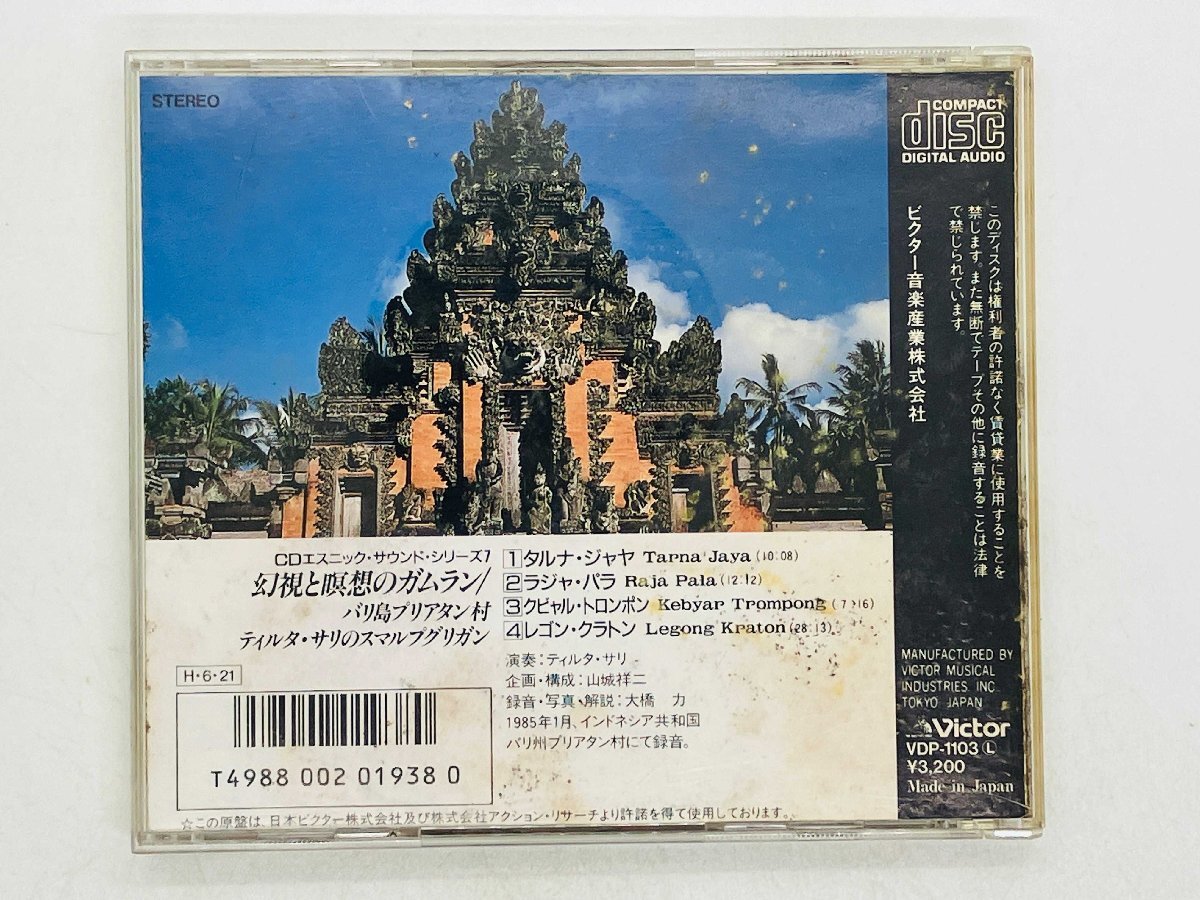 STEREO
COMPACT
disc
DIGITAL AUDIO
このディスクは権利者の許諾なく賃貸業に使用することを
禁じます。また無断でテープその他に録音することは法律
で禁じられています。
ビクター音楽産業株式会社
CDエスニック・サウンド・シリーズ7
幻視と瞑想のガムラン/
バリ島プリアタン村
ティルタ・サリのスマルプグリガン
1 タルナ・ジャヤ Tarna Jaya (10:08)
2 ラジャ・パラ Raja Pala (12:12)
3 クビャル・トロンポン Kebyar Trompong (17:16)
4 レゴン・クラトン Legong Kraton (28:13)
演奏:ティルタ・サリ
企画・構成:山城祥二
録音・写真・解説:大橋 力
1985年1月、インドネシア共和国
バリ州プリアタン村にて録音。
H・6・21
T4988 002 01938 0
☆この原盤は、日本ビクター株式会社及び株式会社アクション・リサーチより許諾を得て使用しております。
MANUFACTURED BY
VICTOR MUSICAL
INDUSTRIES, INC.
TOKYO JAPAN
Victor
VDP-1103 Ⓛ
¥3,200
Made in Japan